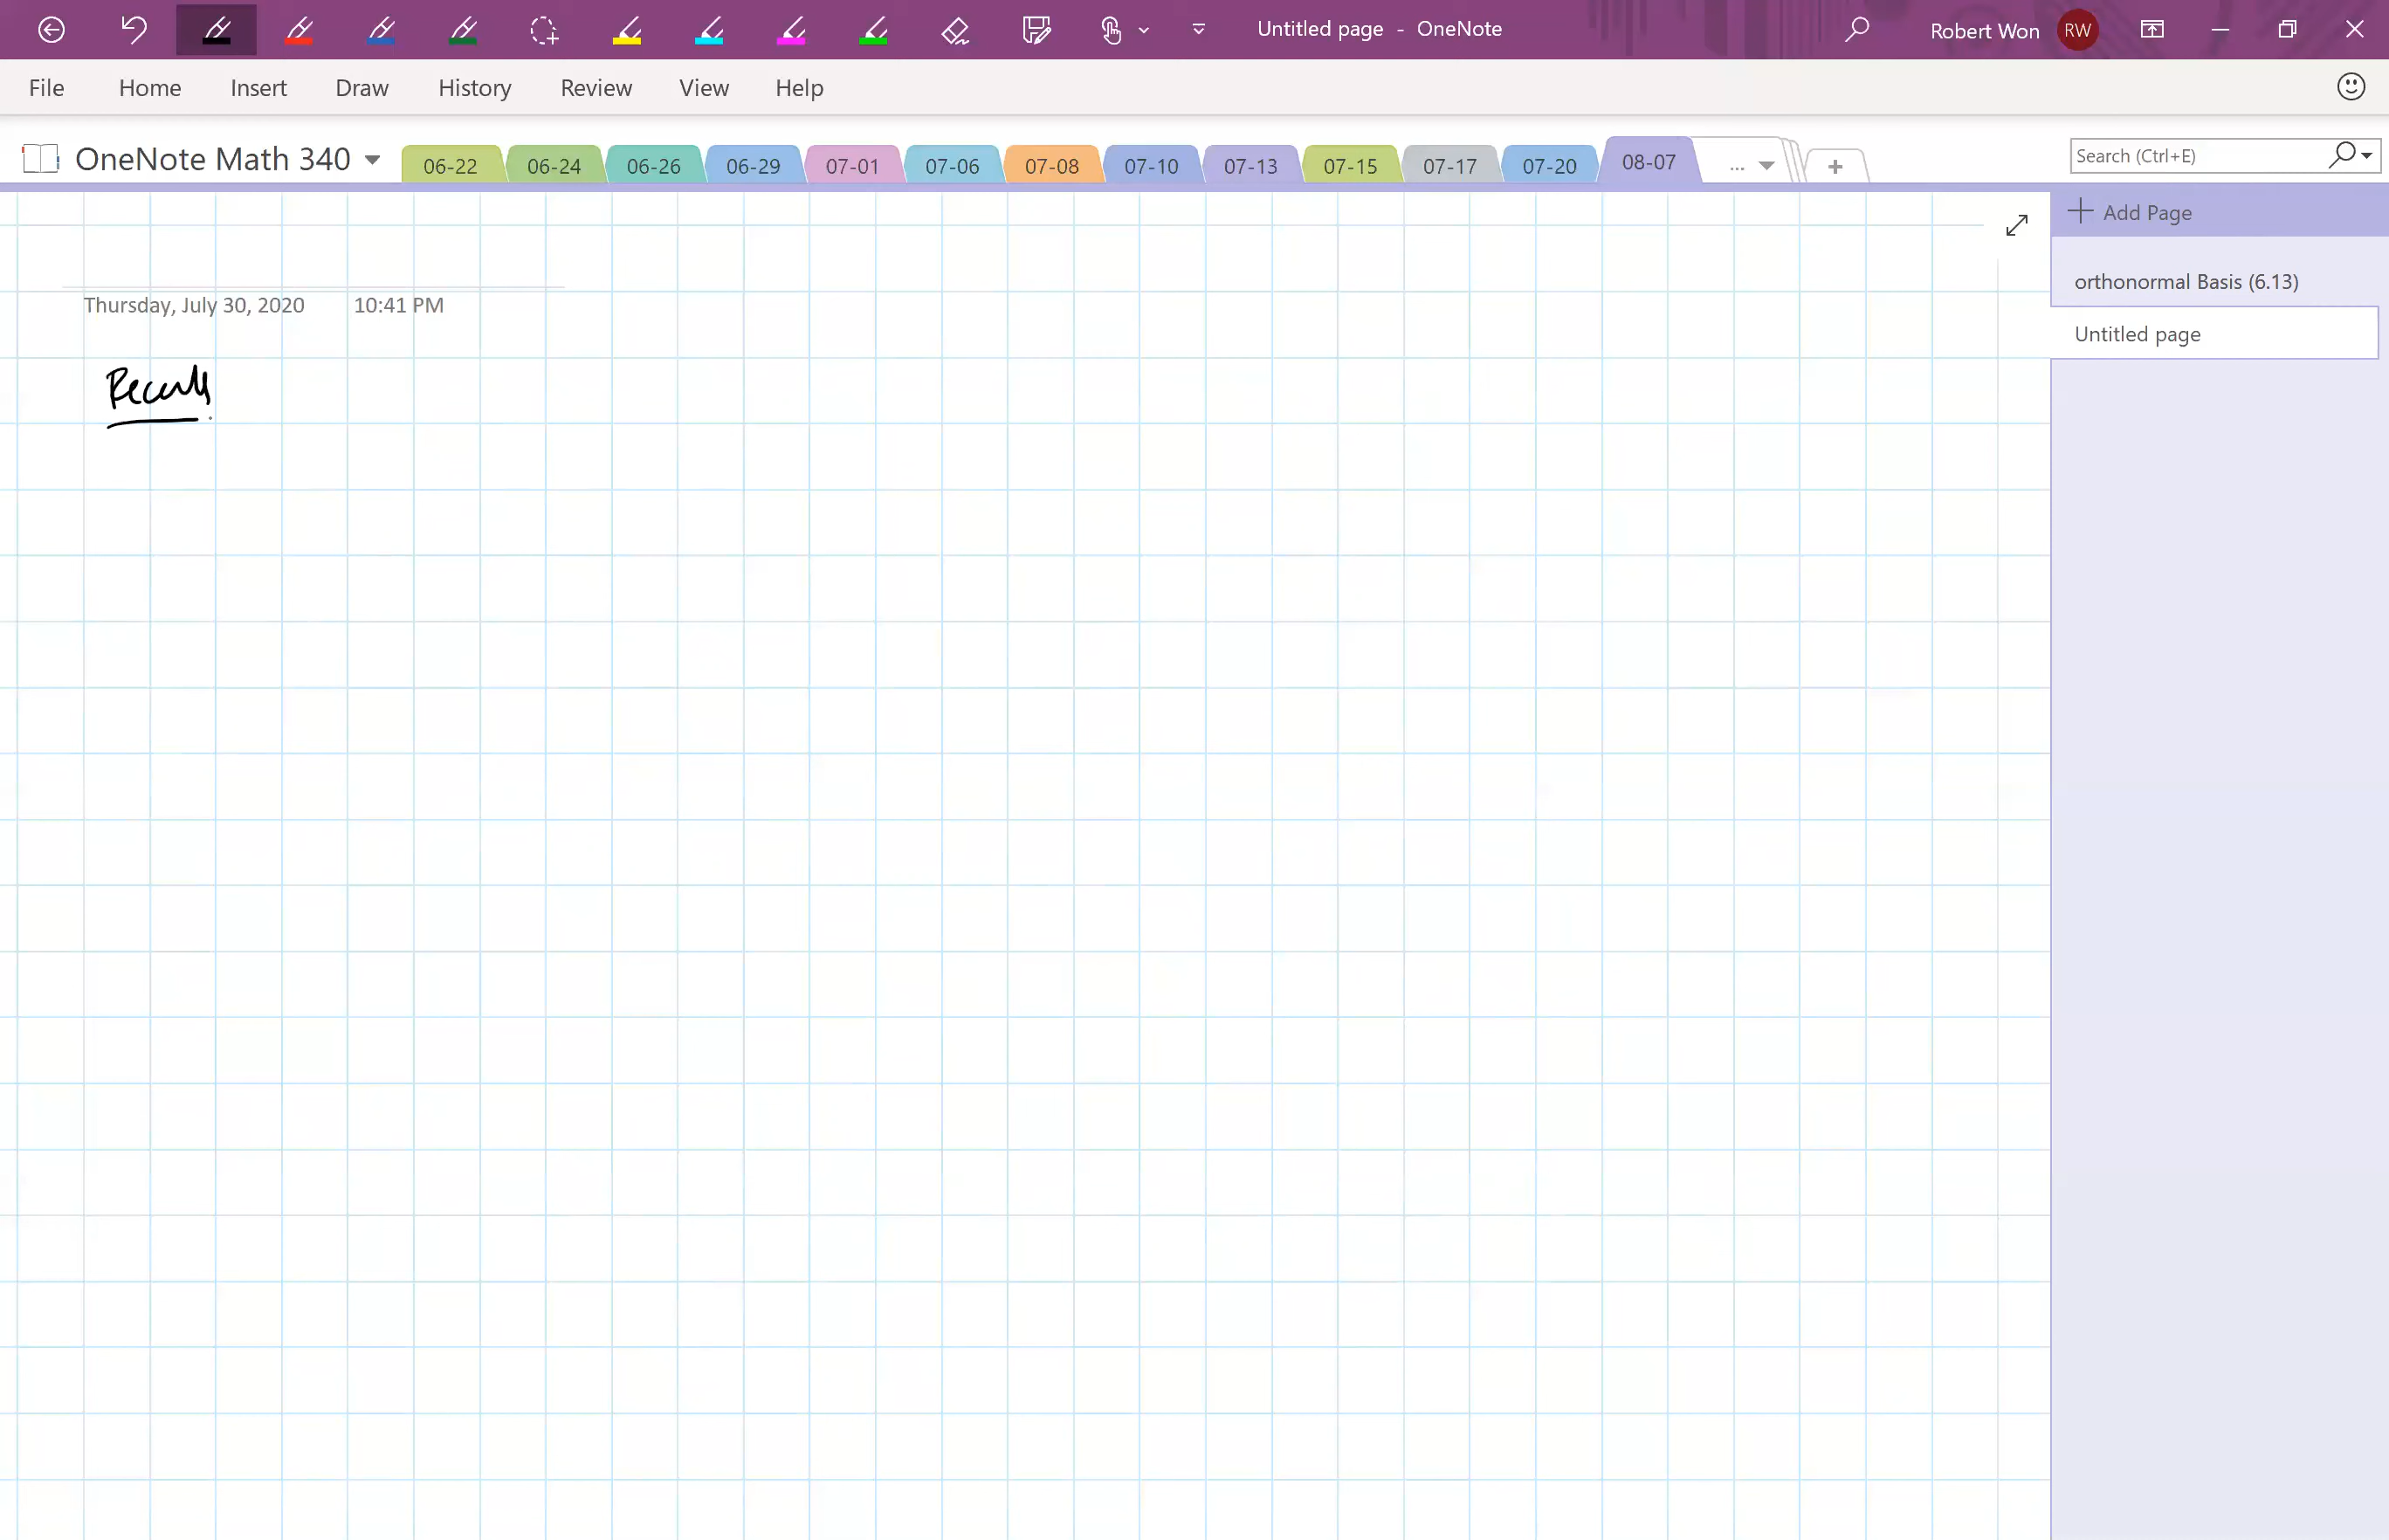 Untitled page - OneNote
Robert Won RW
File Home Insert Draw History Review View Help
OneNote Math 340 06-22 06-24 06-26 06-29 07-01 07-06 07-08 07-10 07-13 07-15 07-17 07-20 08-07 ... +
Search (Ctrl+E)
Add Page
orthonormal Basis (6.13)
Untitled page
Thursday, July 30, 2020 10:41 PM
Recall